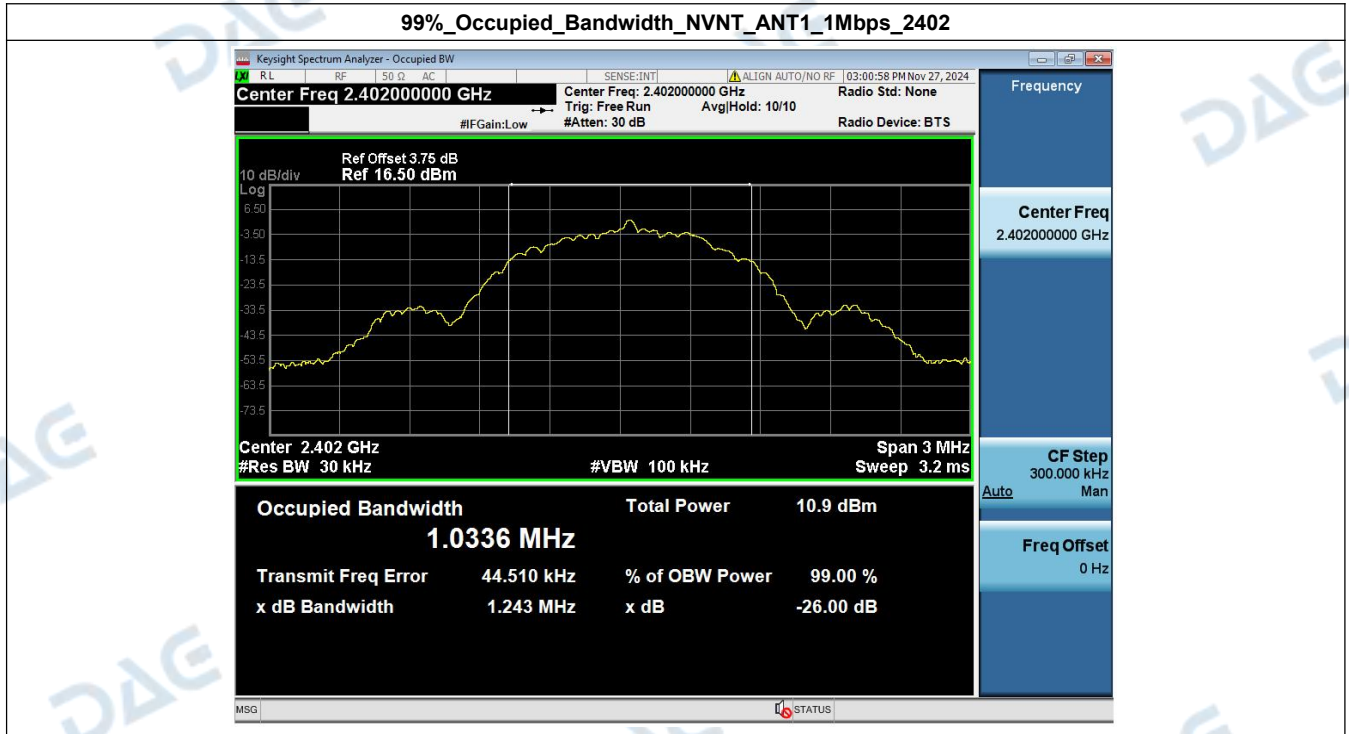 99%_Occupied_Bandwidth_NVNT_ANT1_1Mbps_2402
Keysight Spectrum Analyzer - Occupied BW
RL RF 50 Ω AC SENSE:INT ALIGN AUTO/NO RF 03:00:58 PM Nov 27, 2024
Center Freq 2.402000000 GHz
Center Freq: 2.402000000 GHz Radio Std: None
Trig: Free Run Avg|Hold: 10/10
#IFGain:Low #Atten: 30 dB Radio Device: BTS
Ref Offset 3.75 dB
10 dB/div Ref 16.50 dBm
Log
6.50
-3.50
-13.5
-23.5
-33.5
-43.5
-53.5
-63.5
-73.5
Center 2.402 GHz Span 3 MHz
#Res BW 30 kHz #VBW 100 kHz Sweep 3.2 ms
Occupied Bandwidth Total Power 10.9 dBm
1.0336 MHz
Transmit Freq Error 44.510 kHz % of OBW Power 99.00 %
x dB Bandwidth 1.243 MHz x dB -26.00 dB
MSG STATUS
Frequency
Center Freq
2.402000000 GHz
CF Step
300.000 kHz
Auto Man
Freq Offset
0 Hz
DAG
DAG
DAG